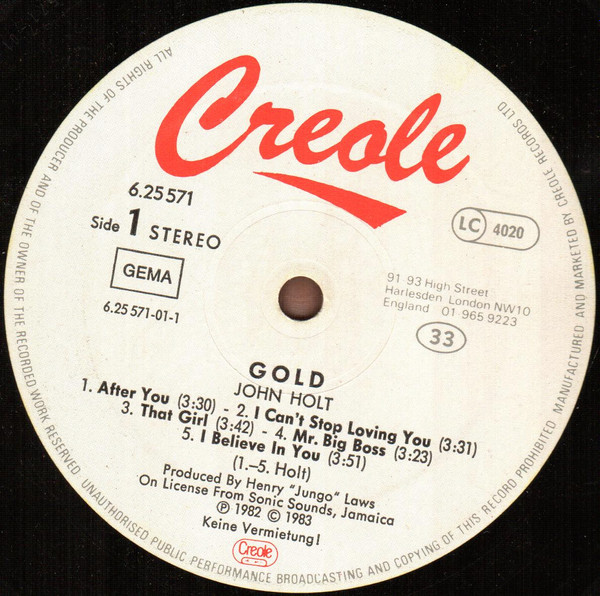 Creole
6.25 571
Side 1 STEREO
GEMA
6.25 571-01-1
LC 4020
91-93 High Street
Harlesden London NW10
England 01-965 9223
33
GOLD
JOHN HOLT
1. After You (3:30) - 2. I Can't Stop Loving You (3:31)
3. That Girl (3:42) - 4. Mr. Big Boss (3:23)
5. I Believe In You (3:51)
(1.-5. Holt)
Produced By Henry "Jungo" Laws
On License From Sonic Sounds, Jamaica
Ⓟ 1982 © 1983
Keine Vermietung!
Creole
ALL RIGHTS OF THE PRODUCER AND OF THE OWNER OF THE RECORDED WORK RESERVED UNAUTHORISED PUBLIC PERFORMANCE BROADCASTING AND COPYING OF THIS RECORD PROHIBITED MANUFACTURED AND MARKETED BY CREOLE RECORDS LTD